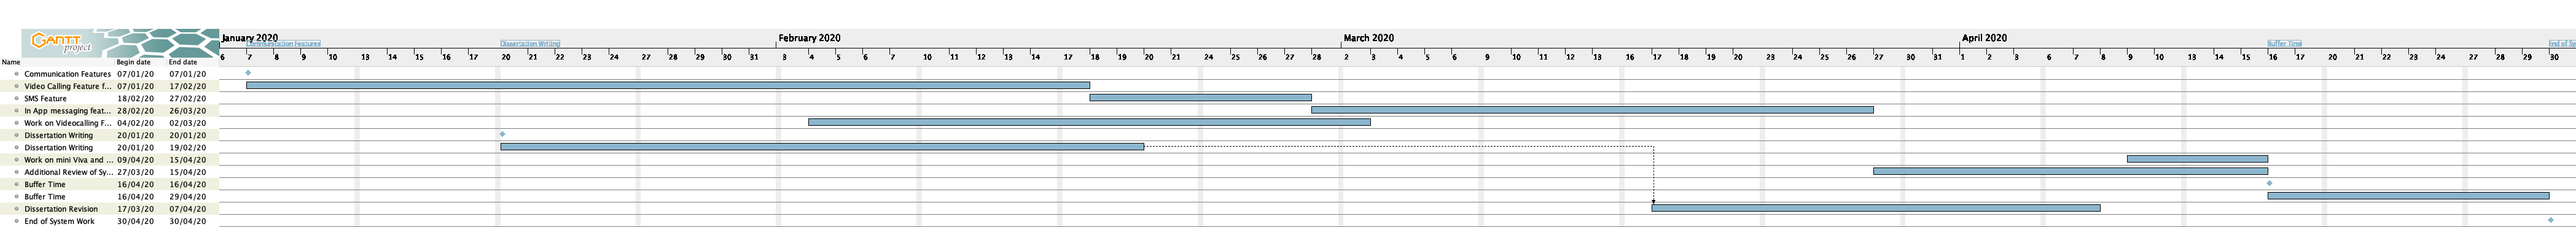 GANTT project
January 2020 February 2020 March 2020 April 2020
Communication Features Dissertation Writing Buffer Time End of Sy
6 7 8 9 10 13 14 15 16 17 20 21 22 23 24 27 28 29 30 31 3 4 5 6 7 10 11 12 13 14 17 18 19 20 21 24 25 26 27 28 2 3 4 5 6 9 10 11 12 13 16 17 18 19 20 23 24 25 26 27 30 31 1 2 3 6 7 8 9 10 13 14 15 16 17 20 21 22 23 24 27 28 29 30
Name Begin date End date
Communication Features 07/01/20 07/01/20
Video Calling Feature f... 07/01/20 17/02/20
SMS Feature 18/02/20 27/02/20
In App messaging feat... 28/02/20 26/03/20
Work on Videocalling F... 04/02/20 02/03/20
Dissertation Writing 20/01/20 20/01/20
Dissertation Writing 20/01/20 19/02/20
Work on mini Viva and ... 09/04/20 15/04/20
Additional Review of Sy... 27/03/20 15/04/20
Buffer Time 16/04/20 16/04/20
Buffer Time 16/04/20 29/04/20
Dissertation Revision 17/03/20 07/04/20
End of System Work 30/04/20 30/04/20